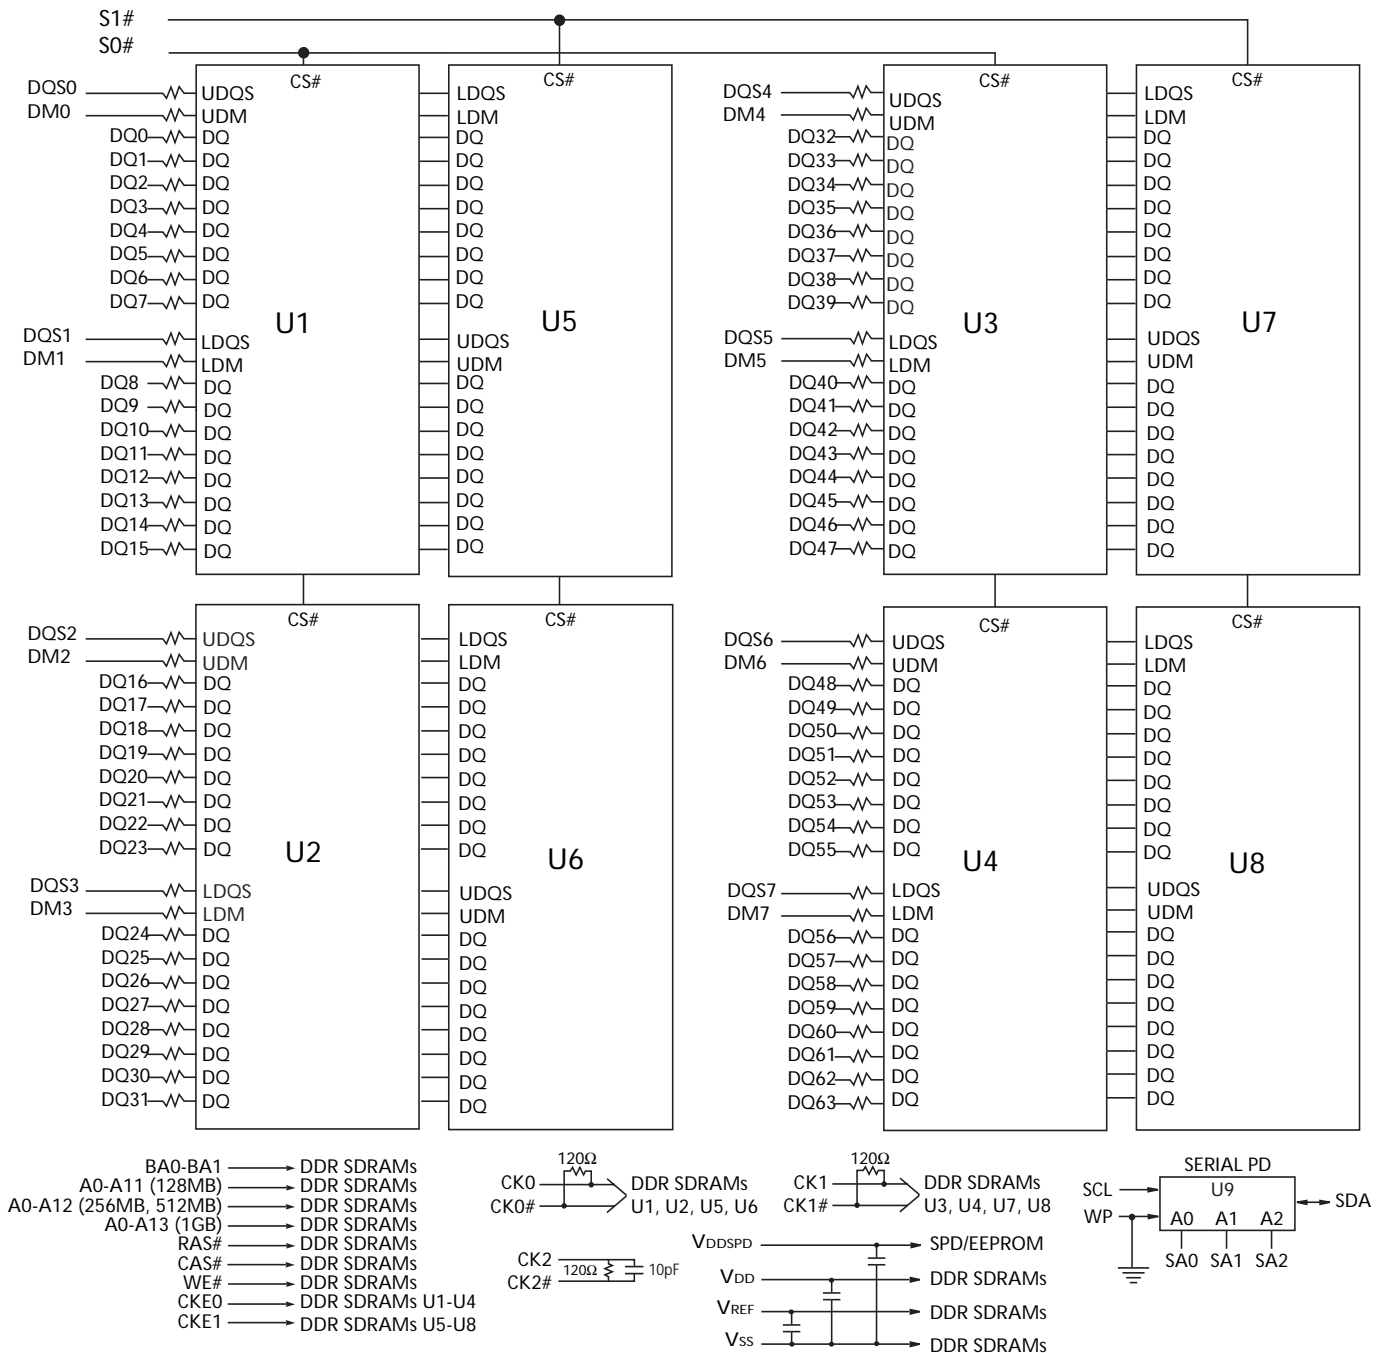 S1#
S0#
CS# CS# CS# CS#
DQS0 UDQS LDQS DQS4 UDQS LDQS
DM0 UDM LDM DM4 UDM LDM
DQ0 DQ DQ DQ32 DQ DQ
DQ1 DQ DQ DQ33 DQ DQ
DQ2 DQ DQ DQ34 DQ DQ
DQ3 DQ DQ DQ35 DQ DQ
DQ4 DQ DQ DQ36 DQ DQ
DQ5 DQ DQ DQ37 DQ DQ
DQ6 DQ DQ DQ38 DQ DQ
DQ7 DQ DQ DQ39 DQ DQ
U1 U5 U3 U7
DQS1 LDQS UDQS DQS5 LDQS UDQS
DM1 LDM UDM DM5 LDM UDM
DQ8 DQ DQ DQ40 DQ DQ
DQ9 DQ DQ DQ41 DQ DQ
DQ10 DQ DQ DQ42 DQ DQ
DQ11 DQ DQ DQ43 DQ DQ
DQ12 DQ DQ DQ44 DQ DQ
DQ13 DQ DQ DQ45 DQ DQ
DQ14 DQ DQ DQ46 DQ DQ
DQ15 DQ DQ DQ47 DQ DQ
CS# CS# CS# CS#
DQS2 UDQS LDQS DQS6 UDQS LDQS
DM2 UDM LDM DM6 UDM LDM
DQ16 DQ DQ DQ48 DQ DQ
DQ17 DQ DQ DQ49 DQ DQ
DQ18 DQ DQ DQ50 DQ DQ
DQ19 DQ DQ DQ51 DQ DQ
DQ20 DQ DQ DQ52 DQ DQ
DQ21 DQ DQ DQ53 DQ DQ
DQ22 DQ DQ DQ54 DQ DQ
DQ23 DQ DQ DQ55 DQ DQ
U2 U6 U4 U8
DQS3 LDQS UDQS DQS7 LDQS UDQS
DM3 LDM UDM DM7 LDM UDM
DQ24 DQ DQ DQ56 DQ DQ
DQ25 DQ DQ DQ57 DQ DQ
DQ26 DQ DQ DQ58 DQ DQ
DQ27 DQ DQ DQ59 DQ DQ
DQ28 DQ DQ DQ60 DQ DQ
DQ29 DQ DQ DQ61 DQ DQ
DQ30 DQ DQ DQ62 DQ DQ
DQ31 DQ DQ DQ63 DQ DQ
BA0-BA1 DDR SDRAMs
A0-A11 (128MB) DDR SDRAMs
A0-A12 (256MB, 512MB) DDR SDRAMs
A0-A13 (1GB) DDR SDRAMs
RAS# DDR SDRAMs
CAS# DDR SDRAMs
WE# DDR SDRAMs
CKE0 DDR SDRAMs U1-U4
CKE1 DDR SDRAMs U5-U8
120Ω
CK0 DDR SDRAMs
CK0# U1, U2, U5, U6
CK2
120Ω 10pF
CK2#
120Ω
CK1 DDR SDRAMs
CK1# U3, U4, U7, U8
VDDSPD SPD/EEPROM
VDD DDR SDRAMs
VREF DDR SDRAMs
VSS DDR SDRAMs
SERIAL PD
SCL U9 SDA
WP A0 A1 A2
SA0 SA1 SA2